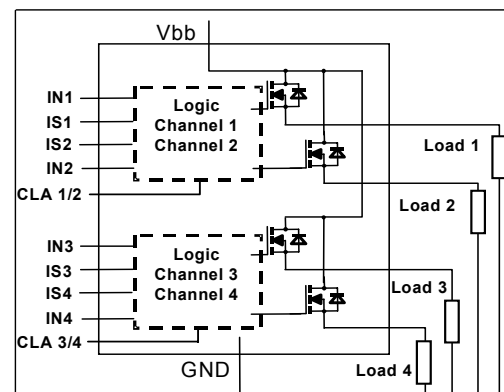 Vbb
IN1
IS1
IS2
IN2
CLA 1/2
Logic
Channel 1
Channel 2
Load 1
Load 2
IN3
IS3
IS4
IN4
CLA 3/4
Logic
Channel 3
Channel 4
Load 3
Load 4
GND